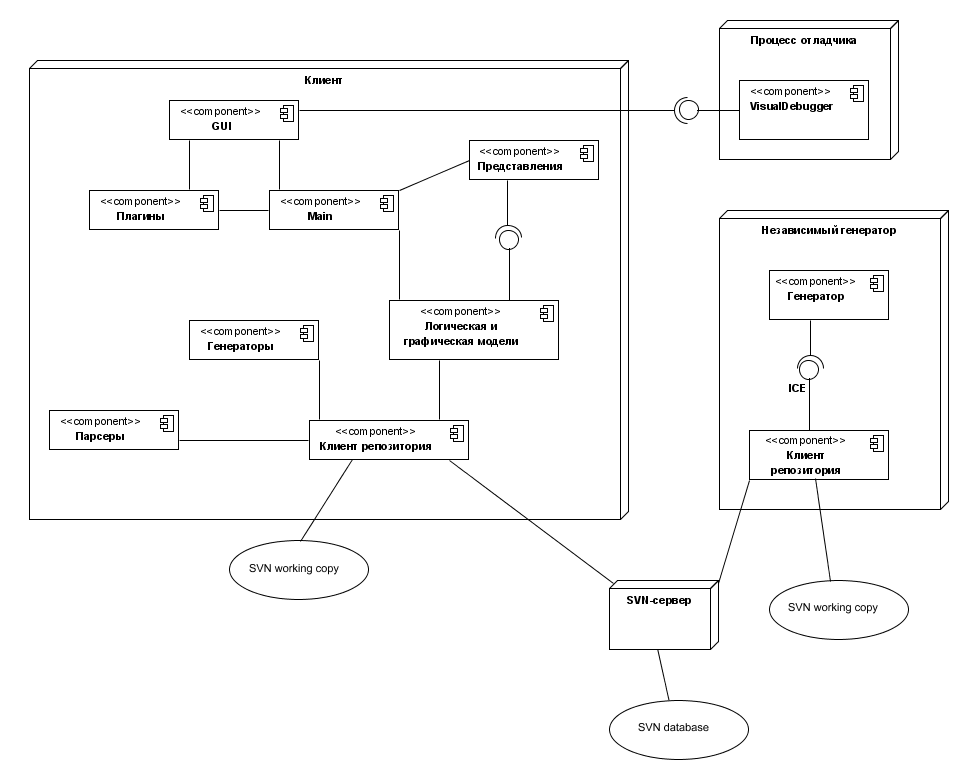 Процесс отладчика
<<component>>
VisualDebugger
Клиент
<<component>>
GUI
<<component>>
Представления
<<component>>
Плагины
<<component>>
Main
<<component>>
Логическая и
графическая модели
<<component>>
Генераторы
<<component>>
Парсеры
<<component>>
Клиент репозитория
Независимый генератор
<<component>>
Генератор
ICE
<<component>>
Клиент
репозитория
SVN working copy
SVN-сервер
SVN working copy
SVN database